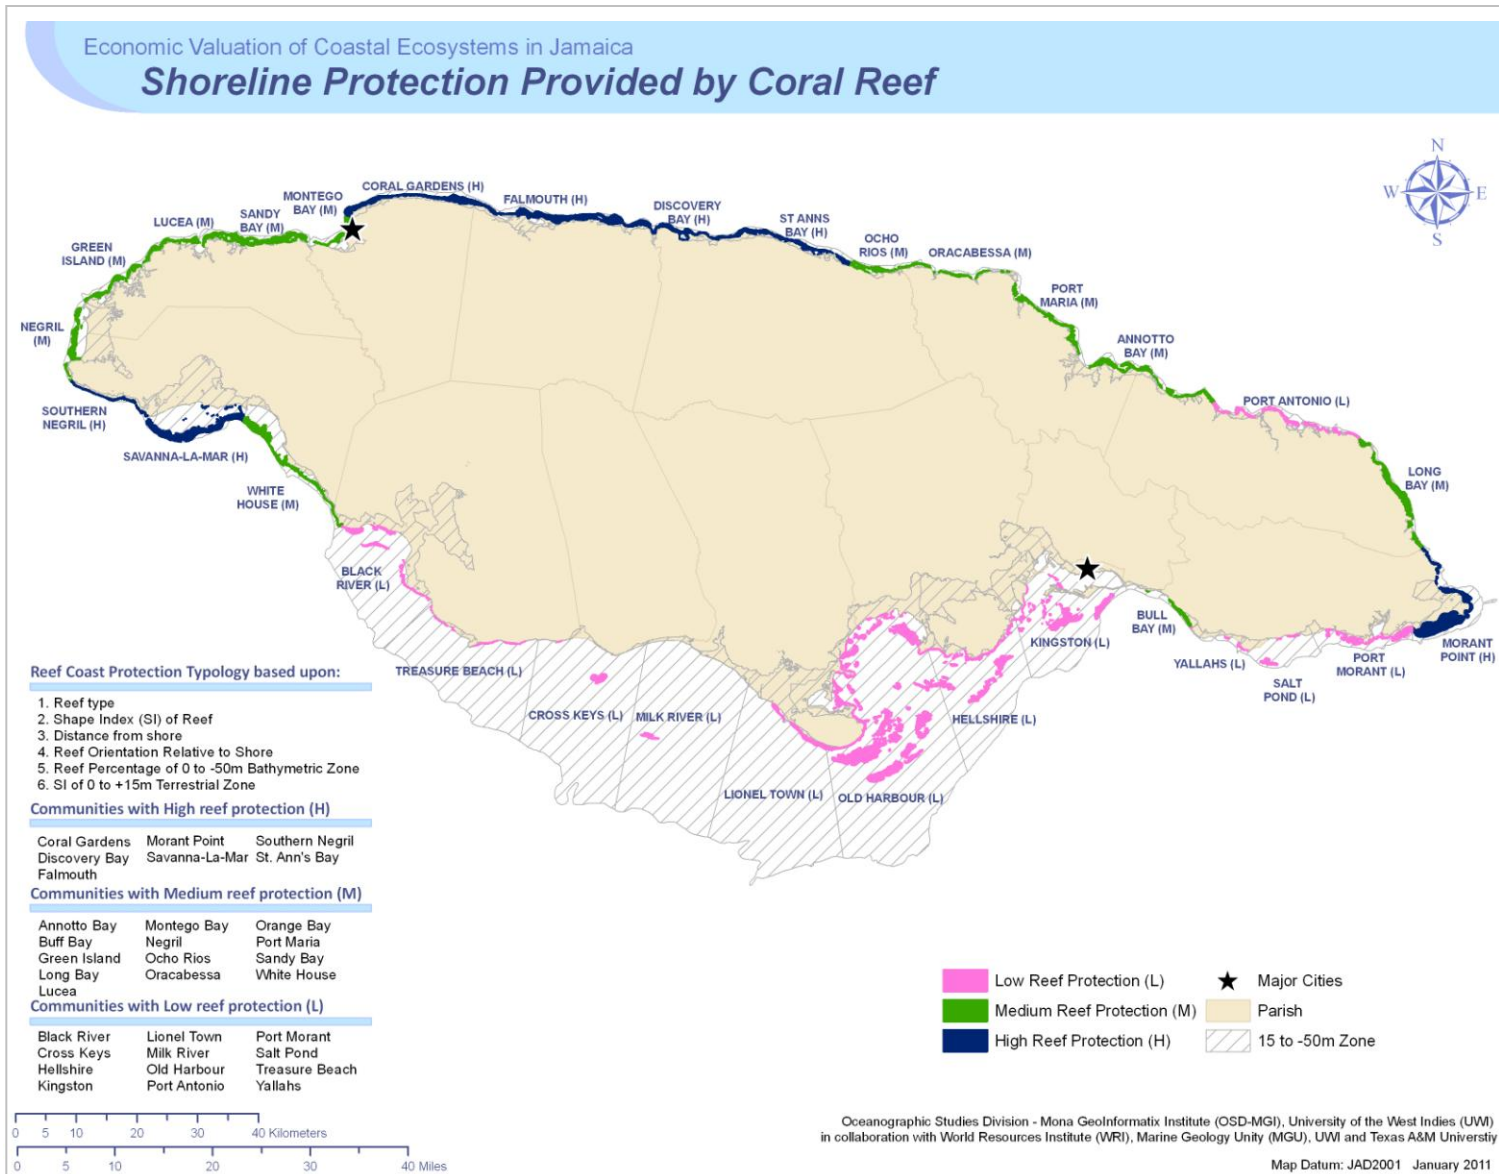 Economic Valuation of Coastal Ecosystems in Jamaica
Shoreline Protection Provided by Coral Reef
N
W
E
S
MONTEGO
BAY (M)
CORAL GARDENS (H)
FALMOUTH (H)
DISCOVERY
BAY (H)
ST ANNS
BAY (H)
OCHO
RIOS (M)
ORACABESSA (M)
PORT
MARIA (M)
ANNOTTO
BAY (M)
PORT ANTONIO (L)
LONG
BAY (M)
MORANT
POINT (H)
PORT
MORANT (L)
SALT
POND (L)
YALLAHS (L)
BULL
BAY (M)
KINGSTON (L)
HELLSHIRE (L)
OLD HARBOUR (L)
LIONEL TOWN (L)
MILK RIVER (L)
CROSS KEYS (L)
TREASURE BEACH (L)
BLACK
RIVER (L)
WHITE
HOUSE (M)
SAVANNA-LA-MAR (H)
SOUTHERN
NEGRIL (H)
NEGRIL
(M)
GREEN
ISLAND (M)
LUCEA (M)
SANDY
BAY (M)
Reef Coast Protection Typology based upon:
1. Reef type
2. Shape Index (SI) of Reef
3. Distance from shore
4. Reef Orientation Relative to Shore
5. Reef Percentage of 0 to -50m Bathymetric Zone
6. SI of 0 to +15m Terrestrial Zone
Communities with High reef protection (H)
Coral Gardens Morant Point Southern Negril
Discovery Bay Savanna-La-Mar St. Ann's Bay
Falmouth
Communities with Medium reef protection (M)
Annotto Bay Montego Bay Orange Bay
Buff Bay Negril Port Maria
Green Island Ocho Rios Sandy Bay
Long Bay Oracabessa White House
Lucea
Communities with Low reef protection (L)
Black River Lionel Town Port Morant
Cross Keys Milk River Salt Pond
Hellshire Old Harbour Treasure Beach
Kingston Port Antonio Yallahs
0 5 10 20 30 40 Kilometers
0 5 10 20 30 40 Miles
Low Reef Protection (L)
Medium Reef Protection (M)
High Reef Protection (H)
Major Cities
Parish
15 to -50m Zone
Oceanographic Studies Division - Mona GeoInformatix Institute (OSD-MGI), University of the West Indies (UWI)
in collaboration with World Resources Institute (WRI), Marine Geology Unity (MGU), UWI and Texas A&M Universtiy
Map Datum: JAD2001 January 2011